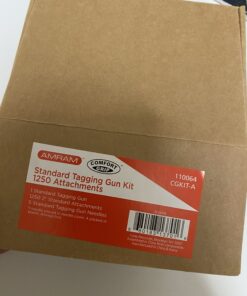 AMRAM
COMFORT
GRIP
Standard Tagging Gun Kit
1250 Attachments
110064
CGKIT-A
1 Standard Tagging Gun
1250 2" Standard Attachments
5 Standard Tagging Gun Needles